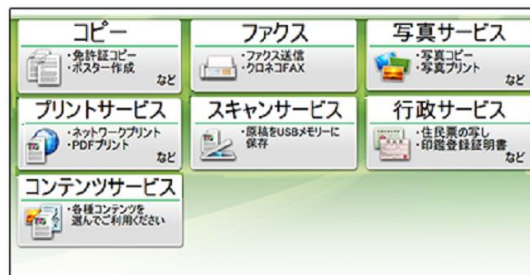 コピー
・免許証コピー
・ポスター作成
など
ファクス
・ファクス送信
・クロネコFAX
写真サービス
・写真コピー
・写真プリント
など
プリントサービス
・ネットワークプリント
・PDFプリント
など
スキャンサービス
・原稿をUSBメモリーに
保存
行政サービス
・住民票の写し
・印鑑登録証明書
など
コンテンツサービス
・各種コンテンツを
選んでご利用ください